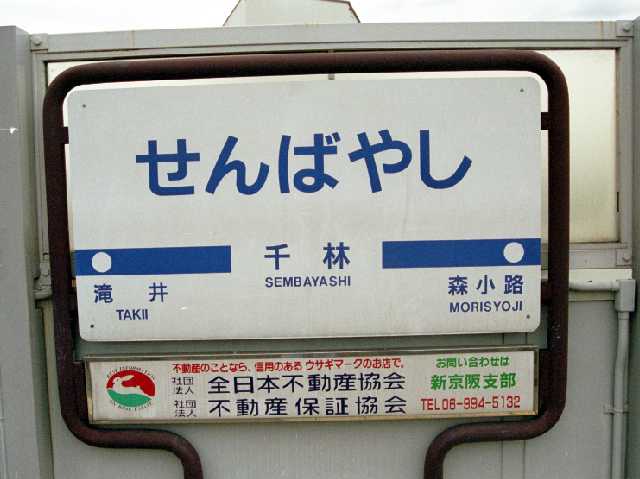 せんばやし
千林
SEMBAYASHI
滝井
TAKII
森小路
MORISYOJI
不動産のことなら、信用のある ウサギマークのお店で。
社団法人 全日本不動産協会
社団法人 不動産保証協会
お問い合わせは
新京阪支部
TEL06-994-5132